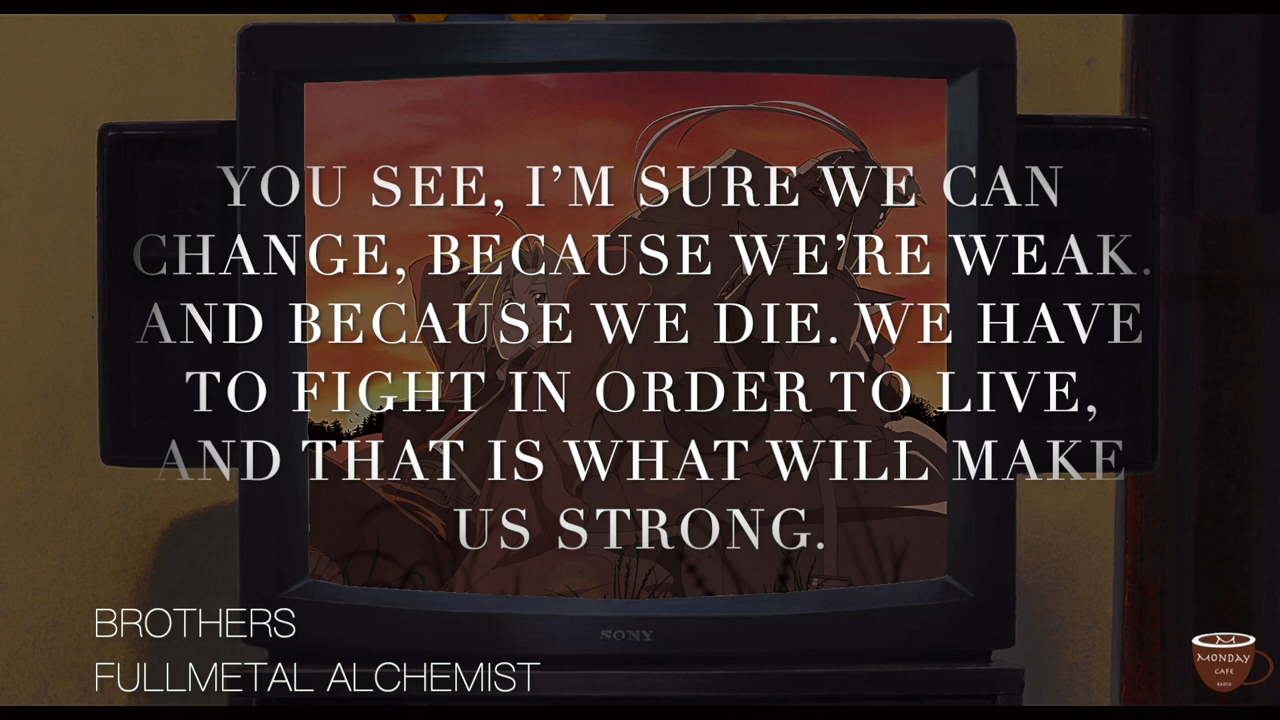 YOU SEE, I’M SURE WE CAN
CHANGE, BECAUSE WE’RE WEAK.
AND BECAUSE WE DIE. WE HAVE
TO FIGHT IN ORDER TO LIVE,
AND THAT IS WHAT WILL MAKE
US STRONG.
SONY
BROTHERS
FULLMETAL ALCHEMIST
M
MONDAY
CAFE
RADIO